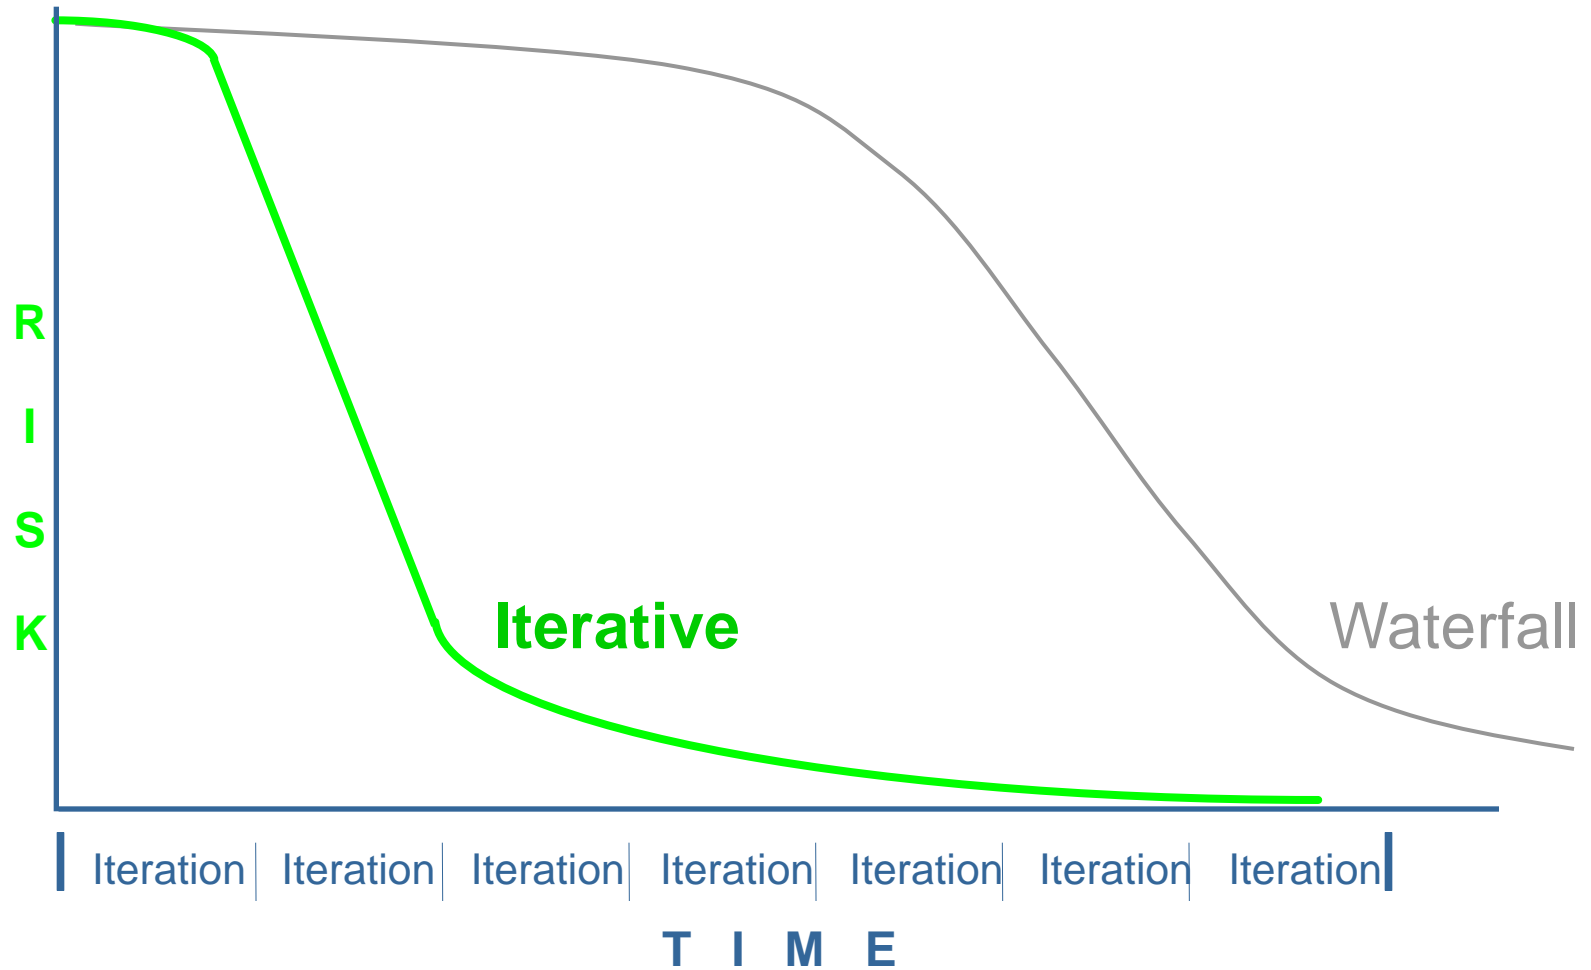 R
I
S
K
Iterative
Waterfall
Iteration Iteration Iteration Iteration Iteration Iteration Iteration
T I M E